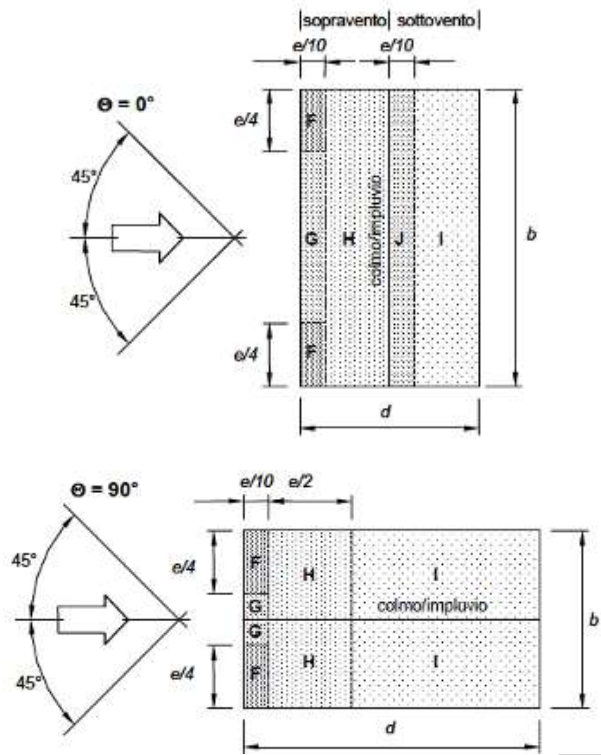 sopravento sottovento
e/10 e/10
Θ = 0°
e/4
F
45°
G H J I
colmo/impluvio
b
45°
e/4
F
d
e/10 e/2
Θ = 90°
45°
e/4
F H I
G
colmo/impluvio
b
G
45°
e/4
F H I
d